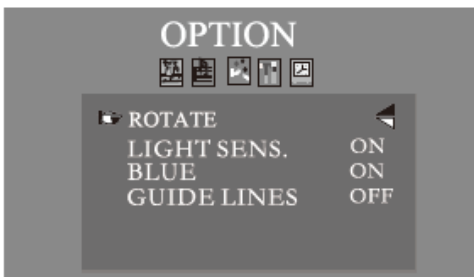 OPTION
ROTATE
LIGHT SENS. ON
BLUE ON
GUIDE LINES OFF